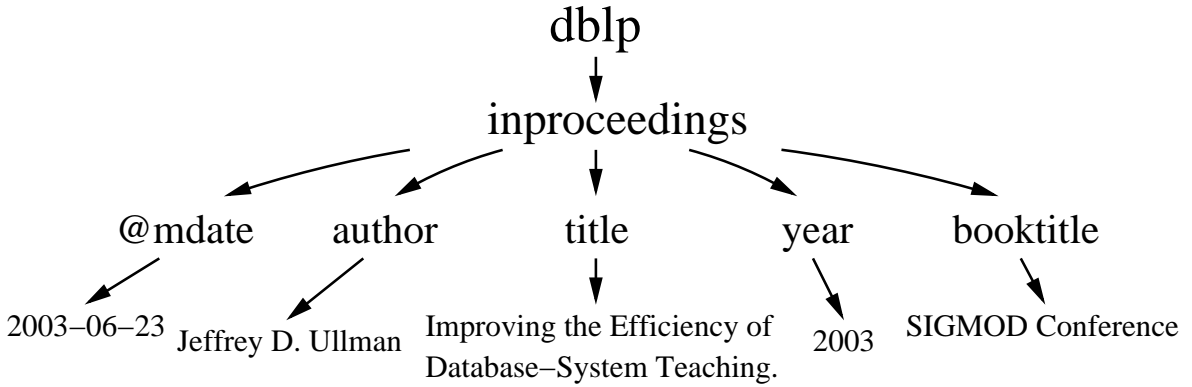 dblp
inproceedings
@mdate author title year booktitle
2003–06–23 Jeffrey D. Ullman Improving the Efficiency of 2003 SIGMOD Conference
Database–System Teaching.